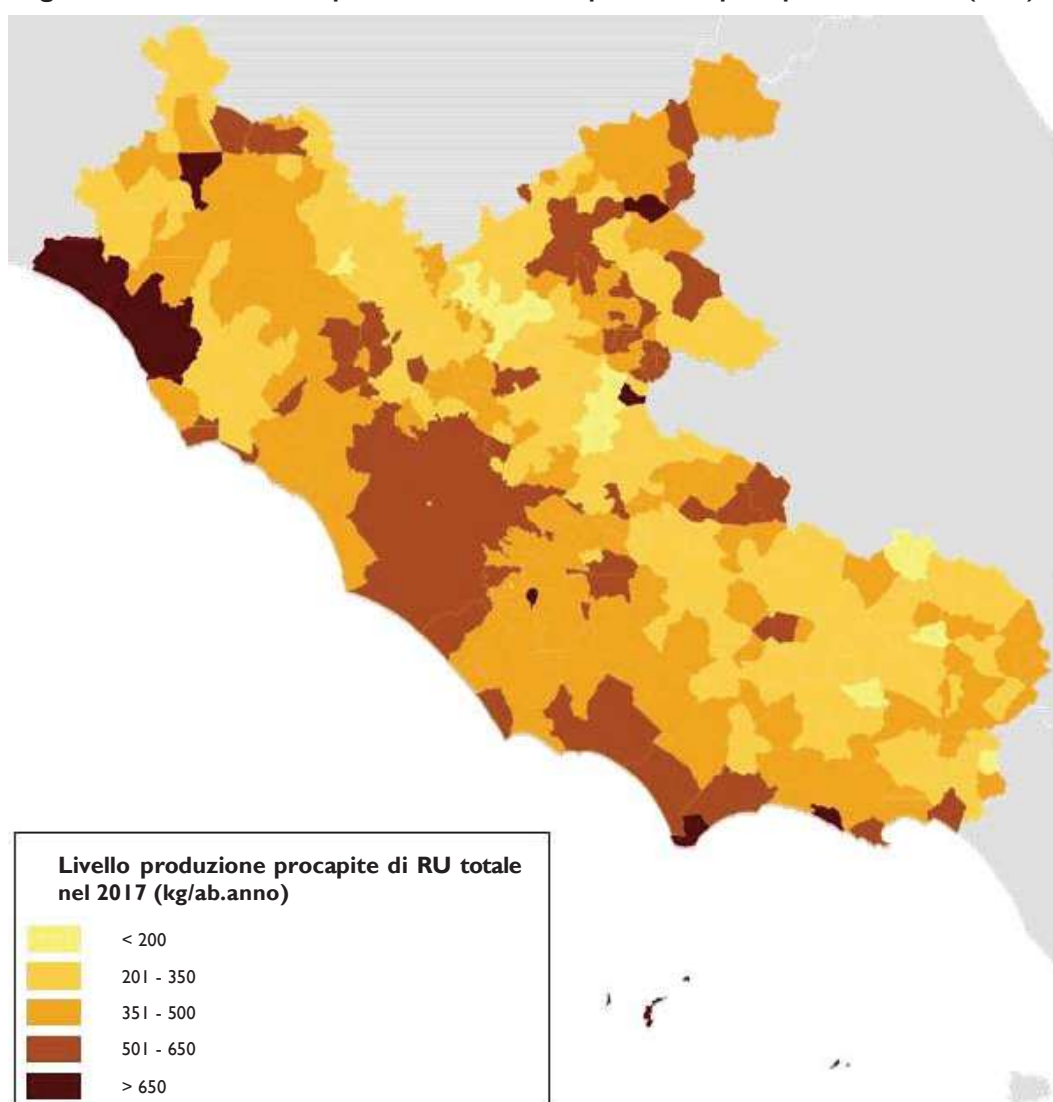 Livello produzione procapite di RU totale
nel 2017 (kg/ab.anno)
< 200
201 - 350
351 - 500
501 - 650
> 650